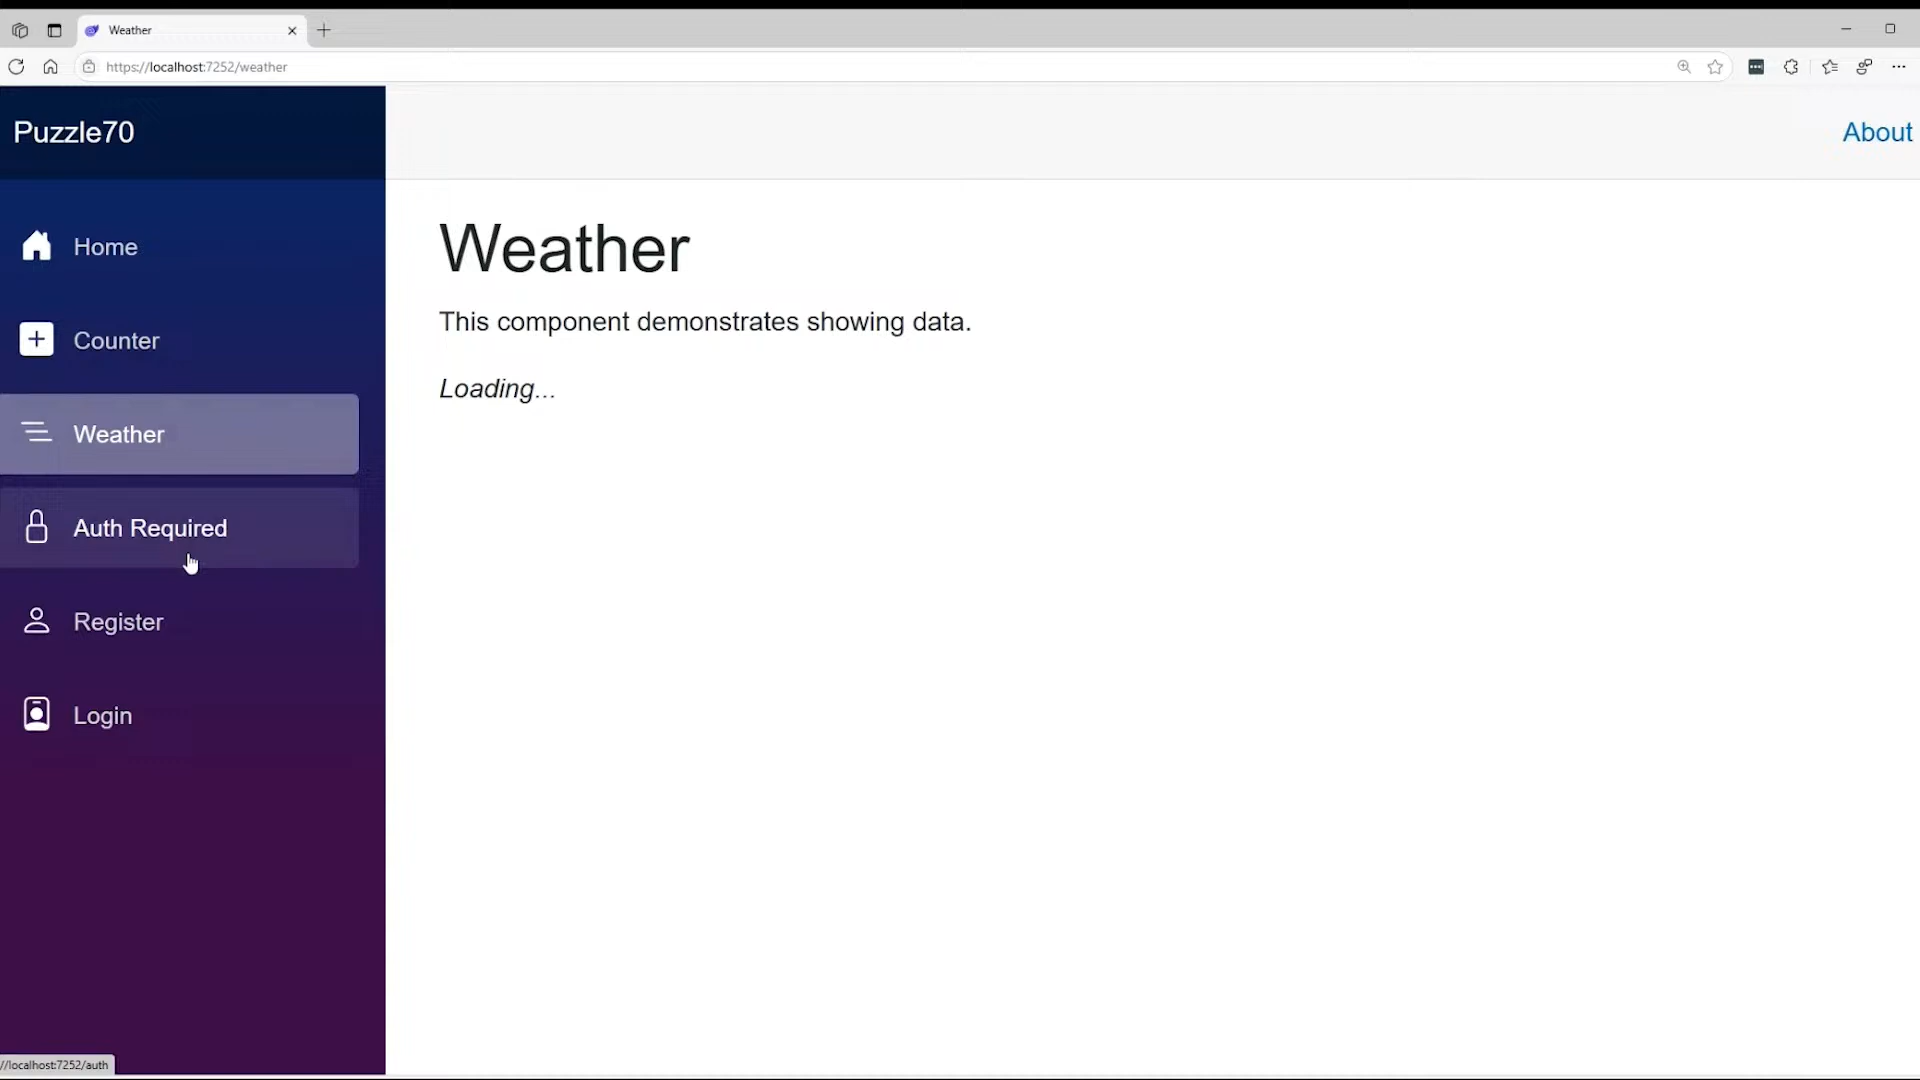 Weather
https://localhost:7252/weather
Puzzle70
About
Home
Counter
Weather
Auth Required
Register
Login
Weather
This component demonstrates showing data.
Loading...
//localhost:7252/auth